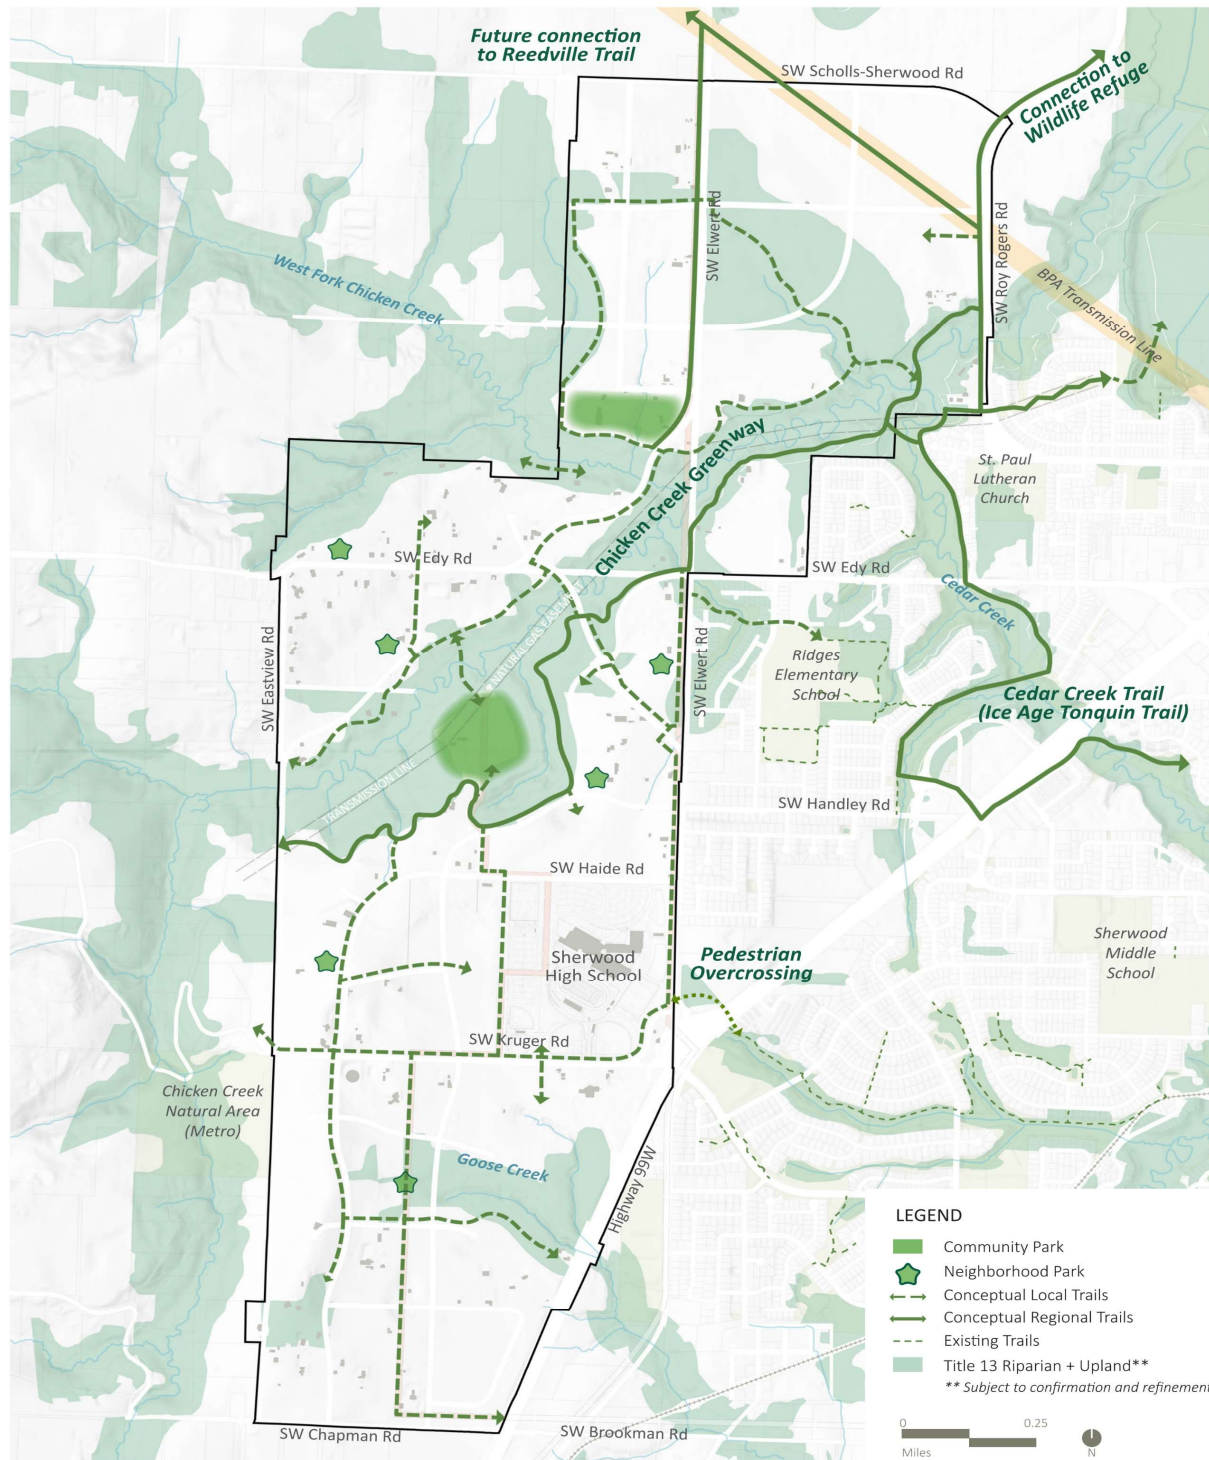 Future connection
to Reedville Trail
SW Scholls-Sherwood Rd
Connection to
Wildlife Refuge
SW Elwert Rd
SW Roy Rogers Rd
West Fork Chicken Creek
BPA Transmission Line
Chicken Creek Greenway
St. Paul
Lutheran
Church
SW Edy Rd
SW Edy Rd
Cedar Creek
NATURAL GAS EASEMENT
SW Eastview Rd
SW Elwert Rd
Ridges
Elementary
School
Cedar Creek Trail
(Ice Age Tonquin Trail)
TRANSMISSION LINE
SW Handley Rd
SW Haide Rd
Sherwood
High School
Pedestrian
Overcrossing
Sherwood
Middle
School
SW Kruger Rd
Chicken Creek
Natural Area
(Metro)
Goose Creek
Highway 99W
SW Chapman Rd
SW Brookman Rd
LEGEND
Community Park
Neighborhood Park
Conceptual Local Trails
Conceptual Regional Trails
Existing Trails
Title 13 Riparian + Upland**
** Subject to confirmation and refinement
0 0.25
Miles
N